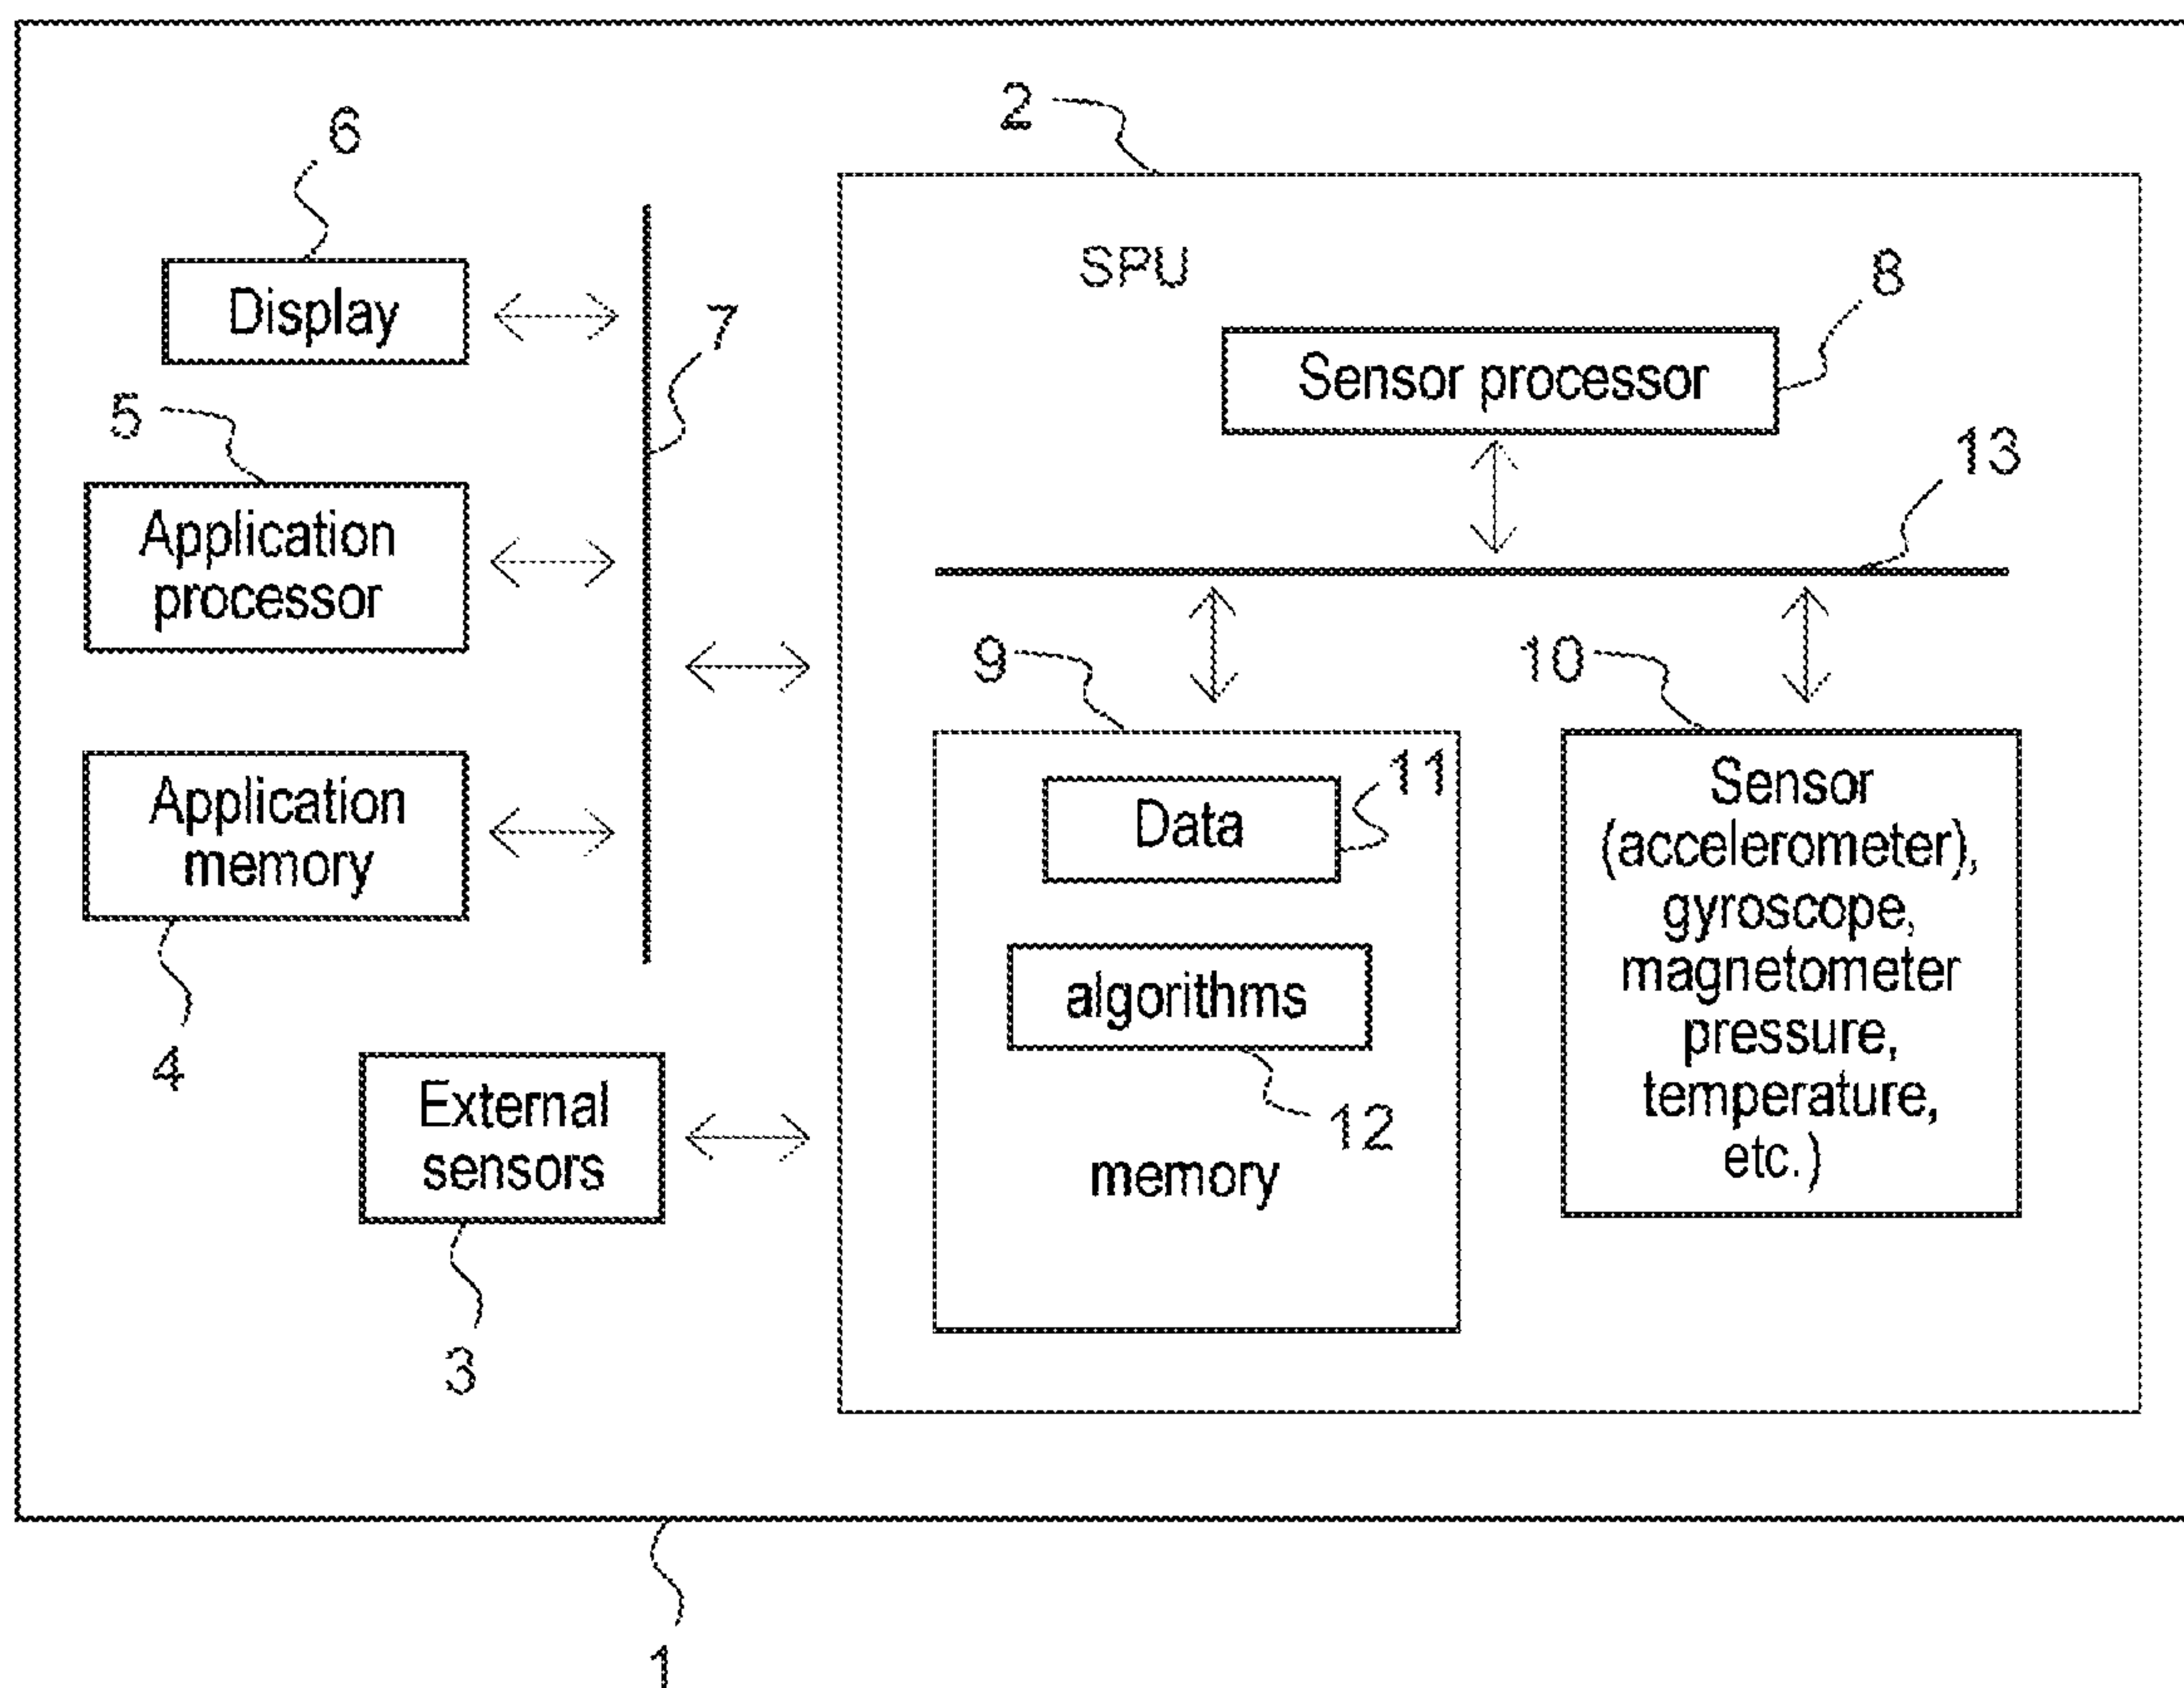 2
6
SPU
8
Display
7
Sensor processor
5
13
Application
processor
9
10
11
Application
memory
Data
Sensor
(accelerometer),
gyroscope,
magnetometer
pressure,
temperature,
etc.)
algorithms
4
12
External
sensors
memory
3
1